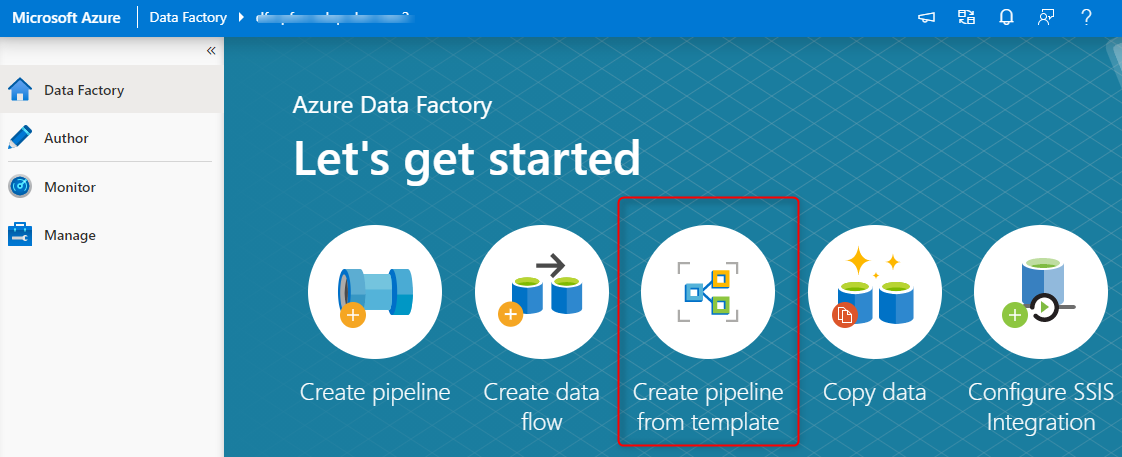 Microsoft Azure
Data Factory
«
Data Factory
Author
Monitor
Manage
Azure Data Factory
Let's get started
Create pipeline
Create data
flow
Create pipeline
from template
Copy data
Configure SSIS
Integration